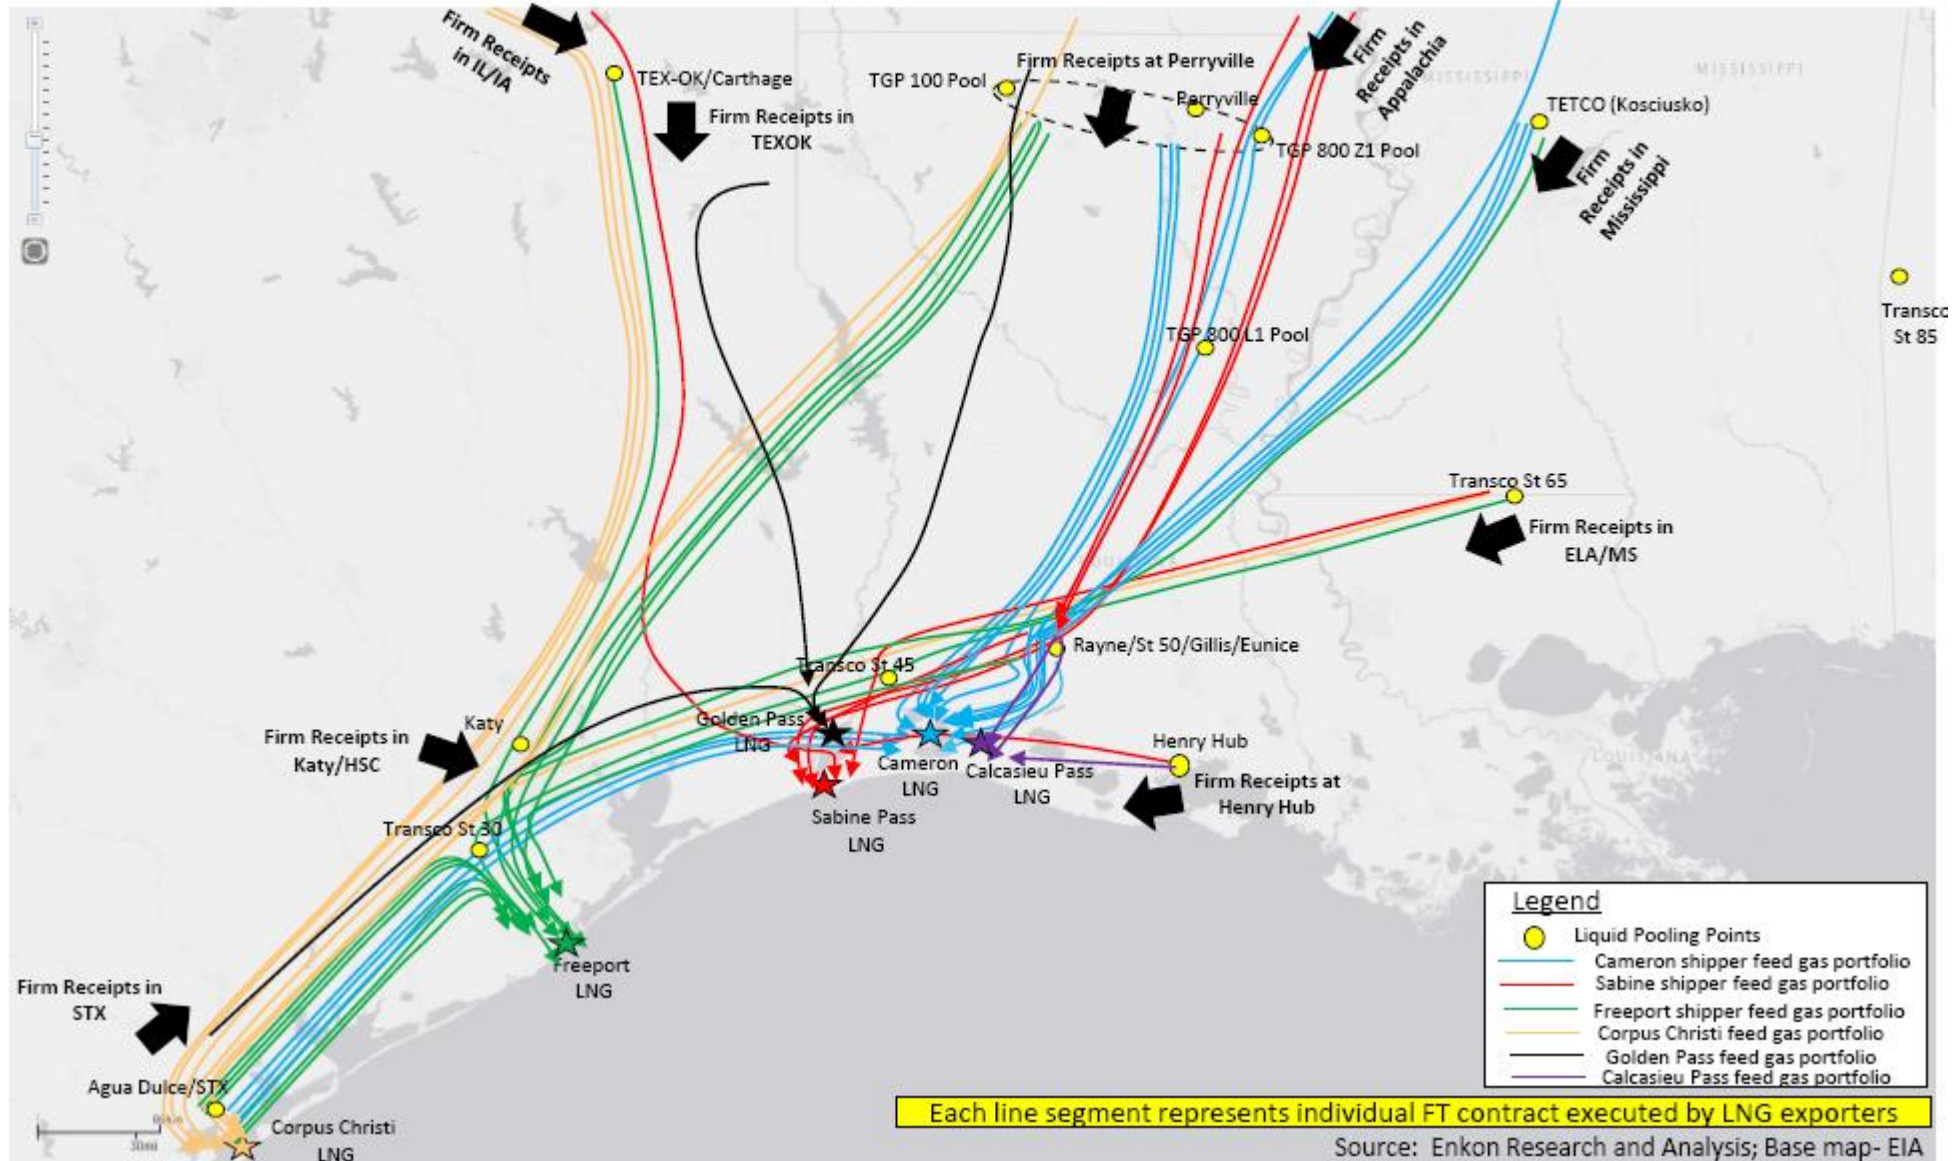 Firm Receipts
in IL/IA
TEX-OK/Carthage
Firm Receipts in
TEXOK
TGP 100 Pool
Firm Receipts at Perryville
Perryville
TGP 800 Z1 Pool
Firm
Receipts in
Appalachia
MISSISSIPPI
MISSISSIPPI
TETCO (Kosciusko)
Firm
Receipts in
Mississippi
Transco
St 85
TGP 800 L1 Pool
Transco St 65
Firm Receipts in
ELA/MS
Rayne/St 50/Gillis/Eunice
Transco St 45
Golden Pass
LNG
Katy
Firm Receipts in
Katy/HSC
Cameron
LNG
Calcasieu Pass
LNG
Henry Hub
Firm Receipts at
Henry Hub
LOUISIANA
Sabine Pass
LNG
Transco St 30
Freeport
LNG
Firm Receipts in
STX
Agua Dulce/STX
Corpus Christi
LNG
30mi
Legend
Liquid Pooling Points
Cameron shipper feed gas portfolio
Sabine shipper feed gas portfolio
Freeport shipper feed gas portfolio
Corpus Christi feed gas portfolio
Golden Pass feed gas portfolio
Calcasieu Pass feed gas portfolio
Each line segment represents individual FT contract executed by LNG exporters
Source: Enkon Research and Analysis; Base map- EIA